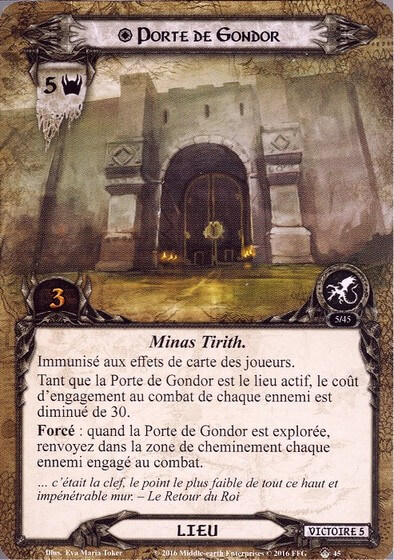 Porte de Gondor
5
3
5/45
Minas Tirith.
Immunisé aux effets de carte des joueurs.
Tant que la Porte de Gondor est le lieu actif, le coût
d'engagement au combat de chaque ennemi est
diminué de 30.
Forcé : quand la Porte de Gondor est explorée,
renvoyez dans la zone de cheminement chaque
ennemi engagé au combat.
... c'était la clef, le point le plus faible de tout ce haut et
impénétrable mur. – Le Retour du Roi
LIEU
VICTOIRE 5
Illus. Eva Maria Toker
2016 Middle-earth Enterprises © 2016 FFG
45